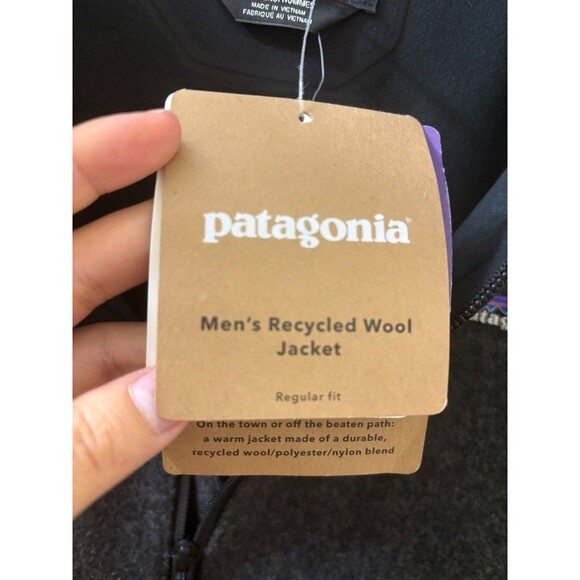 HOMMES
MADE IN VIETNAM
FABRIQUÉ AU VIETNAM
patagonia®
Men's Recycled Wool
Jacket
Regular fit
On the town or off the beaten path:
a warm jacket made of a durable,
recycled wool/polyester/nylon blend